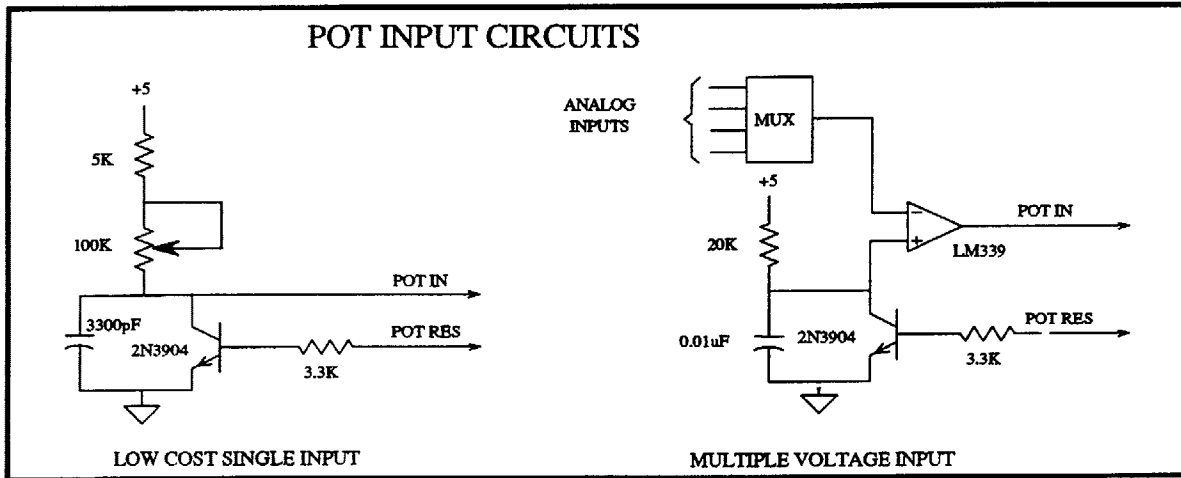 POT INPUT CIRCUITS
+5
5K
100K
POT IN
3300pF
2N3904
POT RES
3.3K
LOW COST SINGLE INPUT
ANALOG
INPUTS
MUX
+5
20K
−
+
POT IN
LM339
0.01uF
2N3904
POT RES
3.3K
MULTIPLE VOLTAGE INPUT